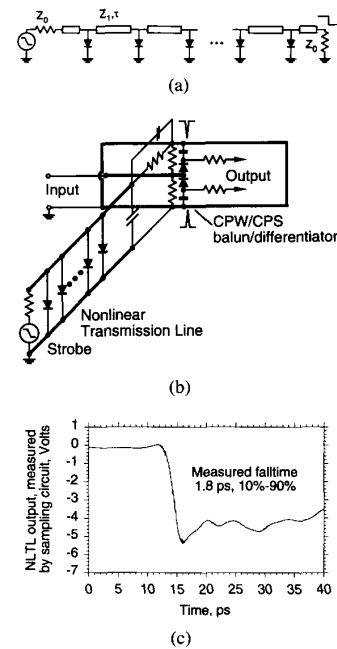 Z0
Z1,τ
Z0
(a)
Input
Output
CPW/CPS
balun/differentiator
Nonlinear
Transmission Line
Strobe
(b)
NLTL output, measured
by sampling circuit, Volts
1
0
-1
-2
-3
-4
-5
-6
-7
Measured falltime
1.8 ps, 10%-90%
0 5 10 15 20 25 30 35 40
Time, ps
(c)